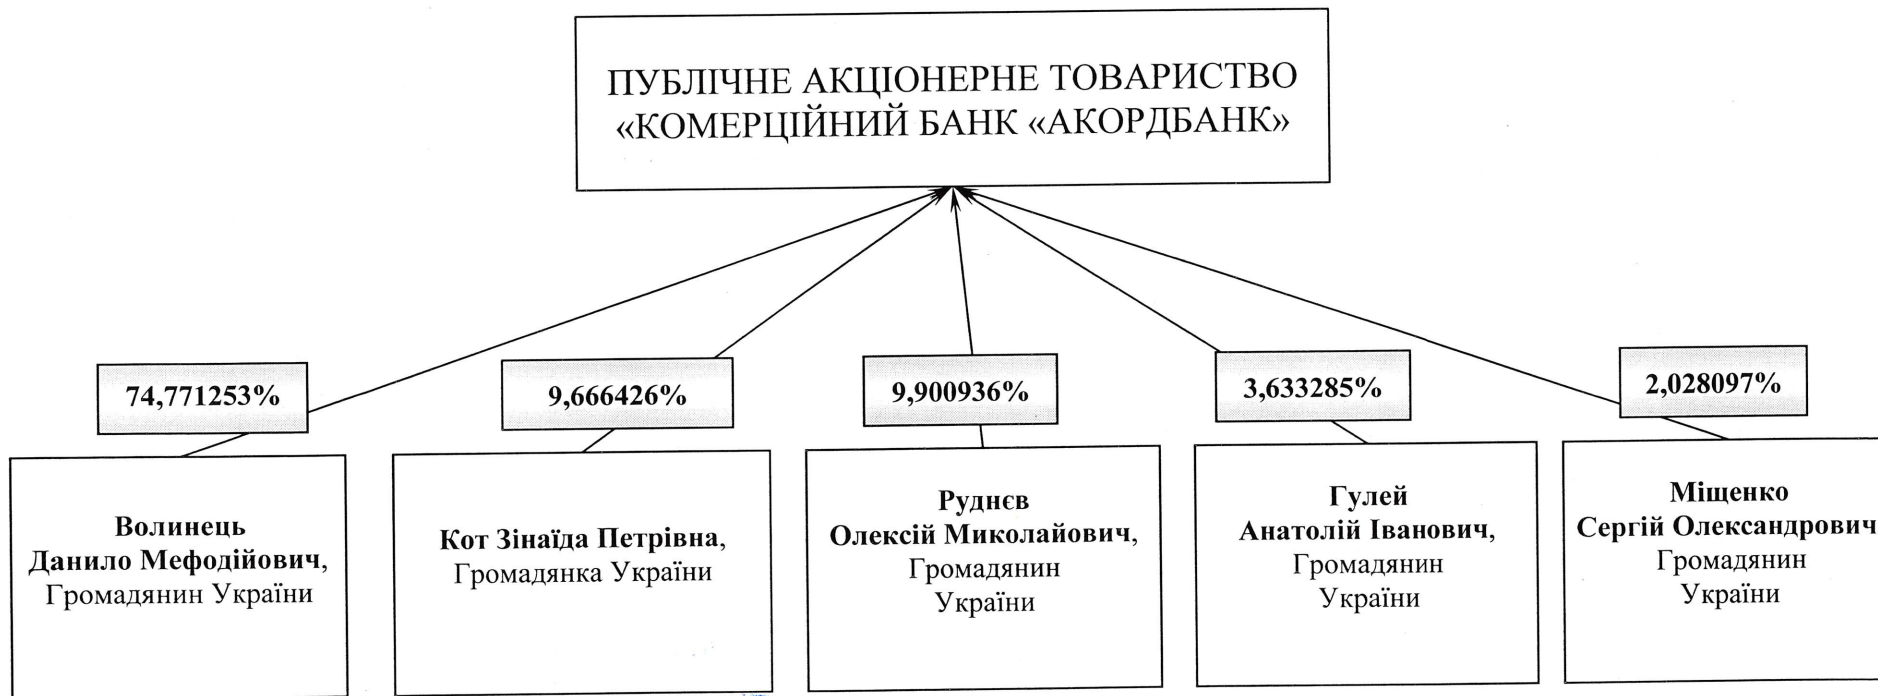 ПУБЛІЧНЕ АКЦІОНЕРНЕ ТОВАРИСТВО
«КОМЕРЦІЙНИЙ БАНК «АКОРДБАНК»
74,771253%
9,666426%
9,900936%
3,633285%
2,028097%
Волинець
Данило Мефодійович,
Громадянин України
Кот Зінаїда Петрівна,
Громадянка України
Руднєв
Олексій Миколайович,
Громадянин
України
Гулей
Анатолій Іванович,
Громадянин
України
Міщенко
Сергій Олександрович
Громадянин
України